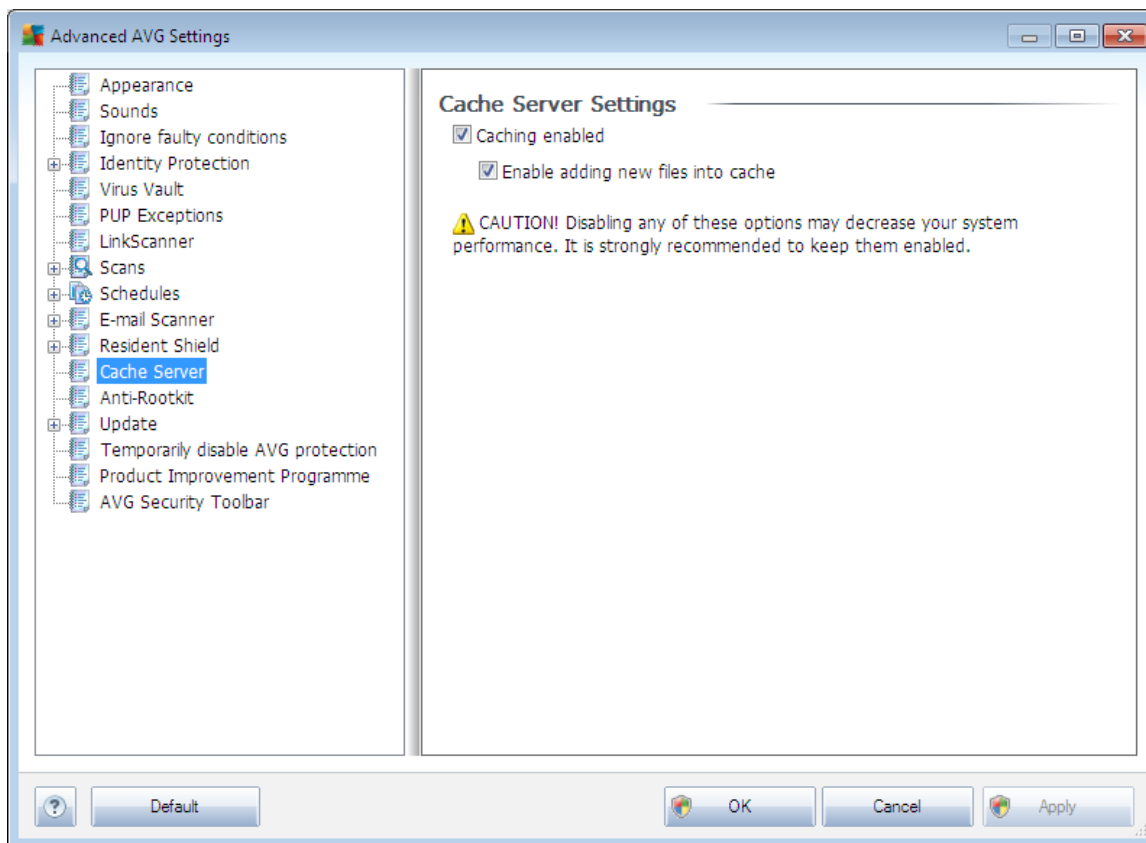 Advanced AVG Settings
Appearance
Sounds
Ignore faulty conditions
Identity Protection
Virus Vault
PUP Exceptions
LinkScanner
Scans
Schedules
E-mail Scanner
Resident Shield
Cache Server
Anti-Rootkit
Update
Temporarily disable AVG protection
Product Improvement Programme
AVG Security Toolbar
Cache Server Settings
Caching enabled
Enable adding new files into cache
CAUTION! Disabling any of these options may decrease your system
performance. It is strongly recommended to keep them enabled.
? Default OK Cancel Apply